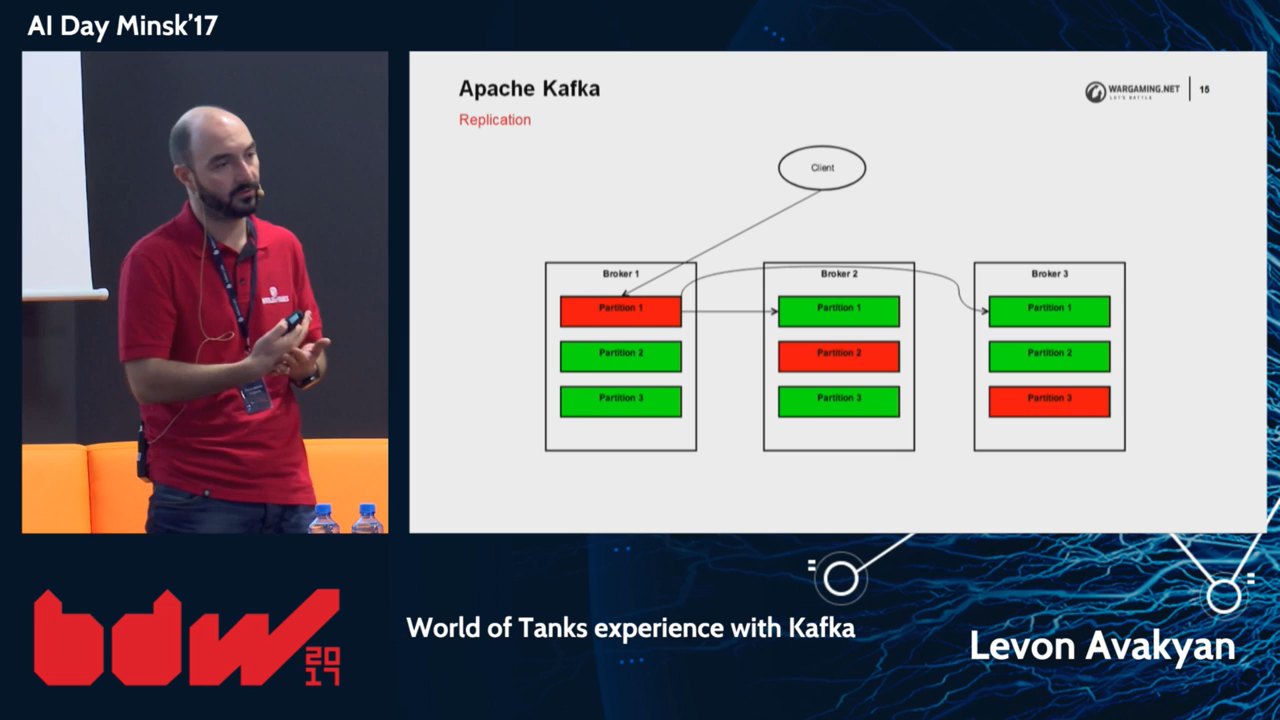 AI Day Minsk'17
Apache Kafka
Replication
WARGAMING.NET
LET'S BATTLE
15
Client
Broker 1
Partition 1
Partition 2
Partition 3
Broker 2
Partition 1
Partition 2
Partition 3
Broker 3
Partition 1
Partition 2
Partition 3
bdw
2017
World of Tanks experience with Kafka
Levon Avakyan